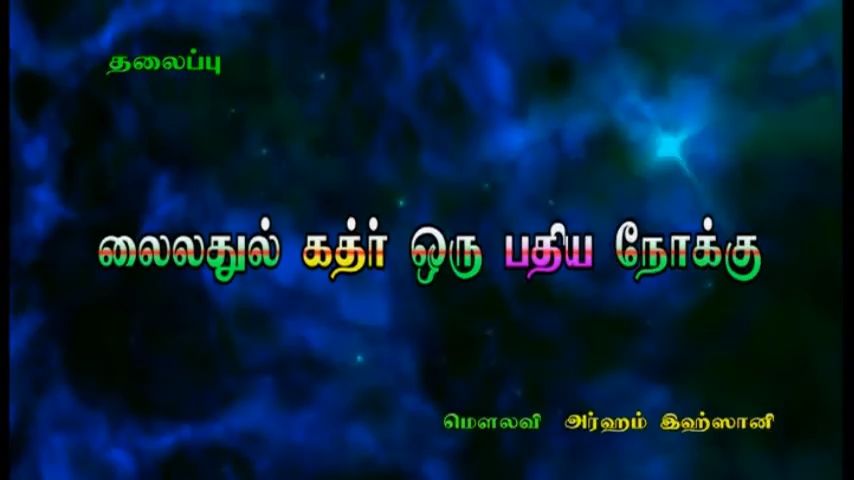 தலைப்பு
லைலதுல் கத்ர் ஒரு பதிய நோக்கு
மௌலவி அர்ஹம் இஹ்ஸானி